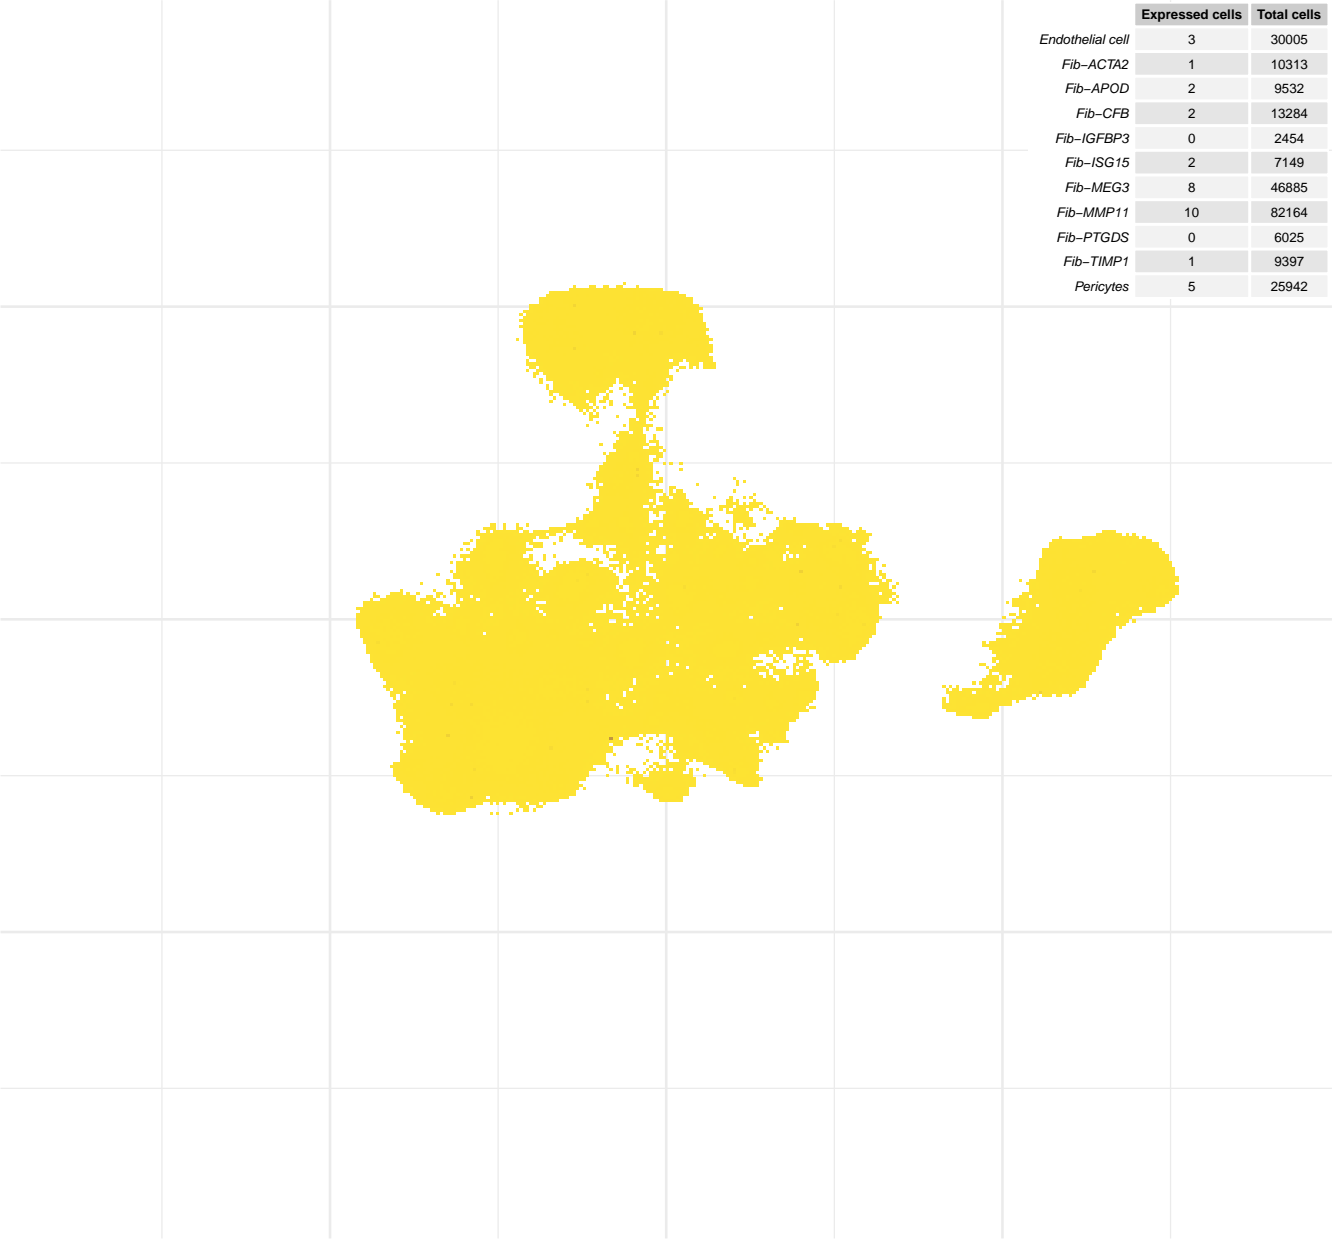 Expressed cells Total cells
Endothelial cell 3 30005
Fib−ACTA2 1 10313
Fib−APOD 2 9532
Fib−CFB 2 13284
Fib−IGFBP3 0 2454
Fib−ISG15 2 7149
Fib−MEG3 8 46885
Fib−MMP11 10 82164
Fib−PTGDS 0 6025
Fib−TIMP1 1 9397
Pericytes 5 25942